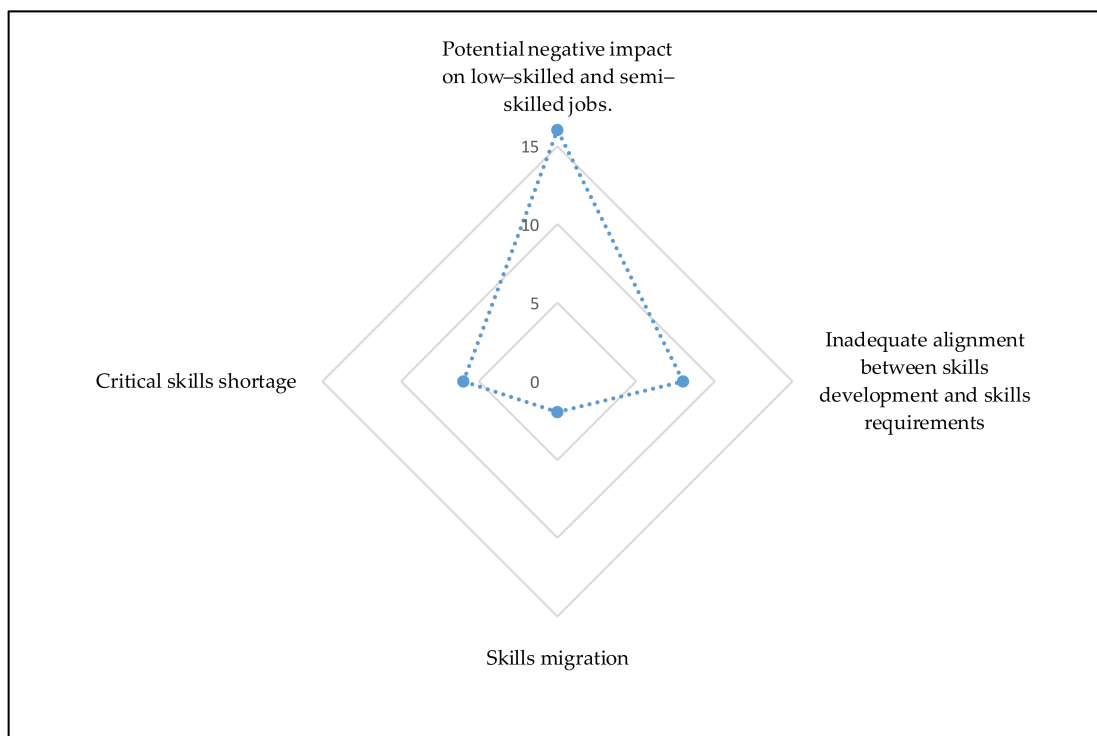 Potential negative impact
on low–skilled and semi–
skilled jobs.
15
10
5
0
Inadequate alignment
between skills
development and skills
requirements
Critical skills shortage
Skills migration